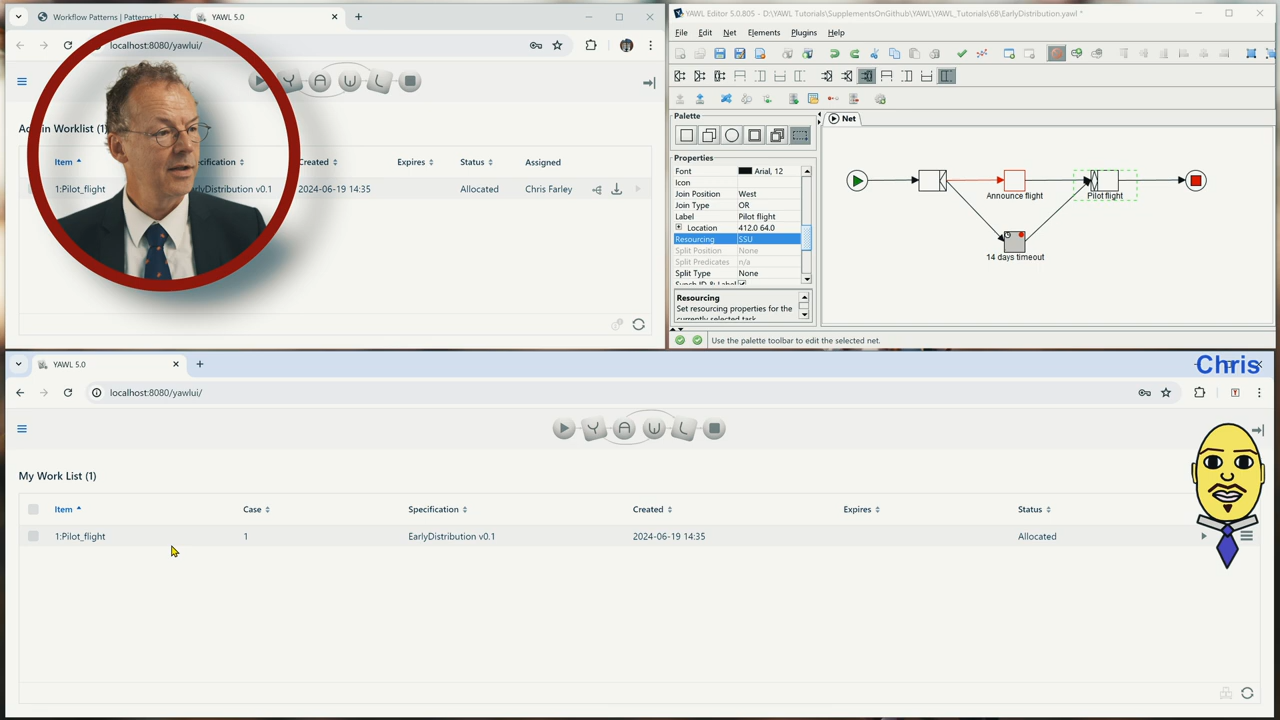 Workflow Patterns | Patterns |
YAWL 5.0
localhost:8080/yawlui/
Y A W L
Admin Worklist (1)
Item
Specification
Created
Expires
Status
Assigned
1:Pilot_flight
EarlyDistribution v0.1
2024-06-19 14:35
Allocated
Chris Farley
YAWL Editor 5.0.805 - D:\YAWL Tutorials\SupplementsOnGithub\YAWL\YAWL_Tutorials\68\EarlyDistribution.yawl *
File Edit Net Elements Plugins Help
Palette
Properties
Font Arial, 12
Icon
Join Position West
Join Type OR
Label Pilot flight
Location 412.0 64.0
Resourcing SSU
Split Position None
Split Predicates n/a
Split Type None
Synch ID & Label
Resourcing
Set resourcing properties for the
currently selected task.
Net
Announce flight
Pilot flight
14 days timeout
Use the palette toolbar to edit the selected net.
YAWL 5.0
Chris
localhost:8080/yawlui/
Y A W L
My Work List (1)
Item Case Specification Created Expires Status
1:Pilot_flight 1 EarlyDistribution v0.1 2024-06-19 14:35 Allocated